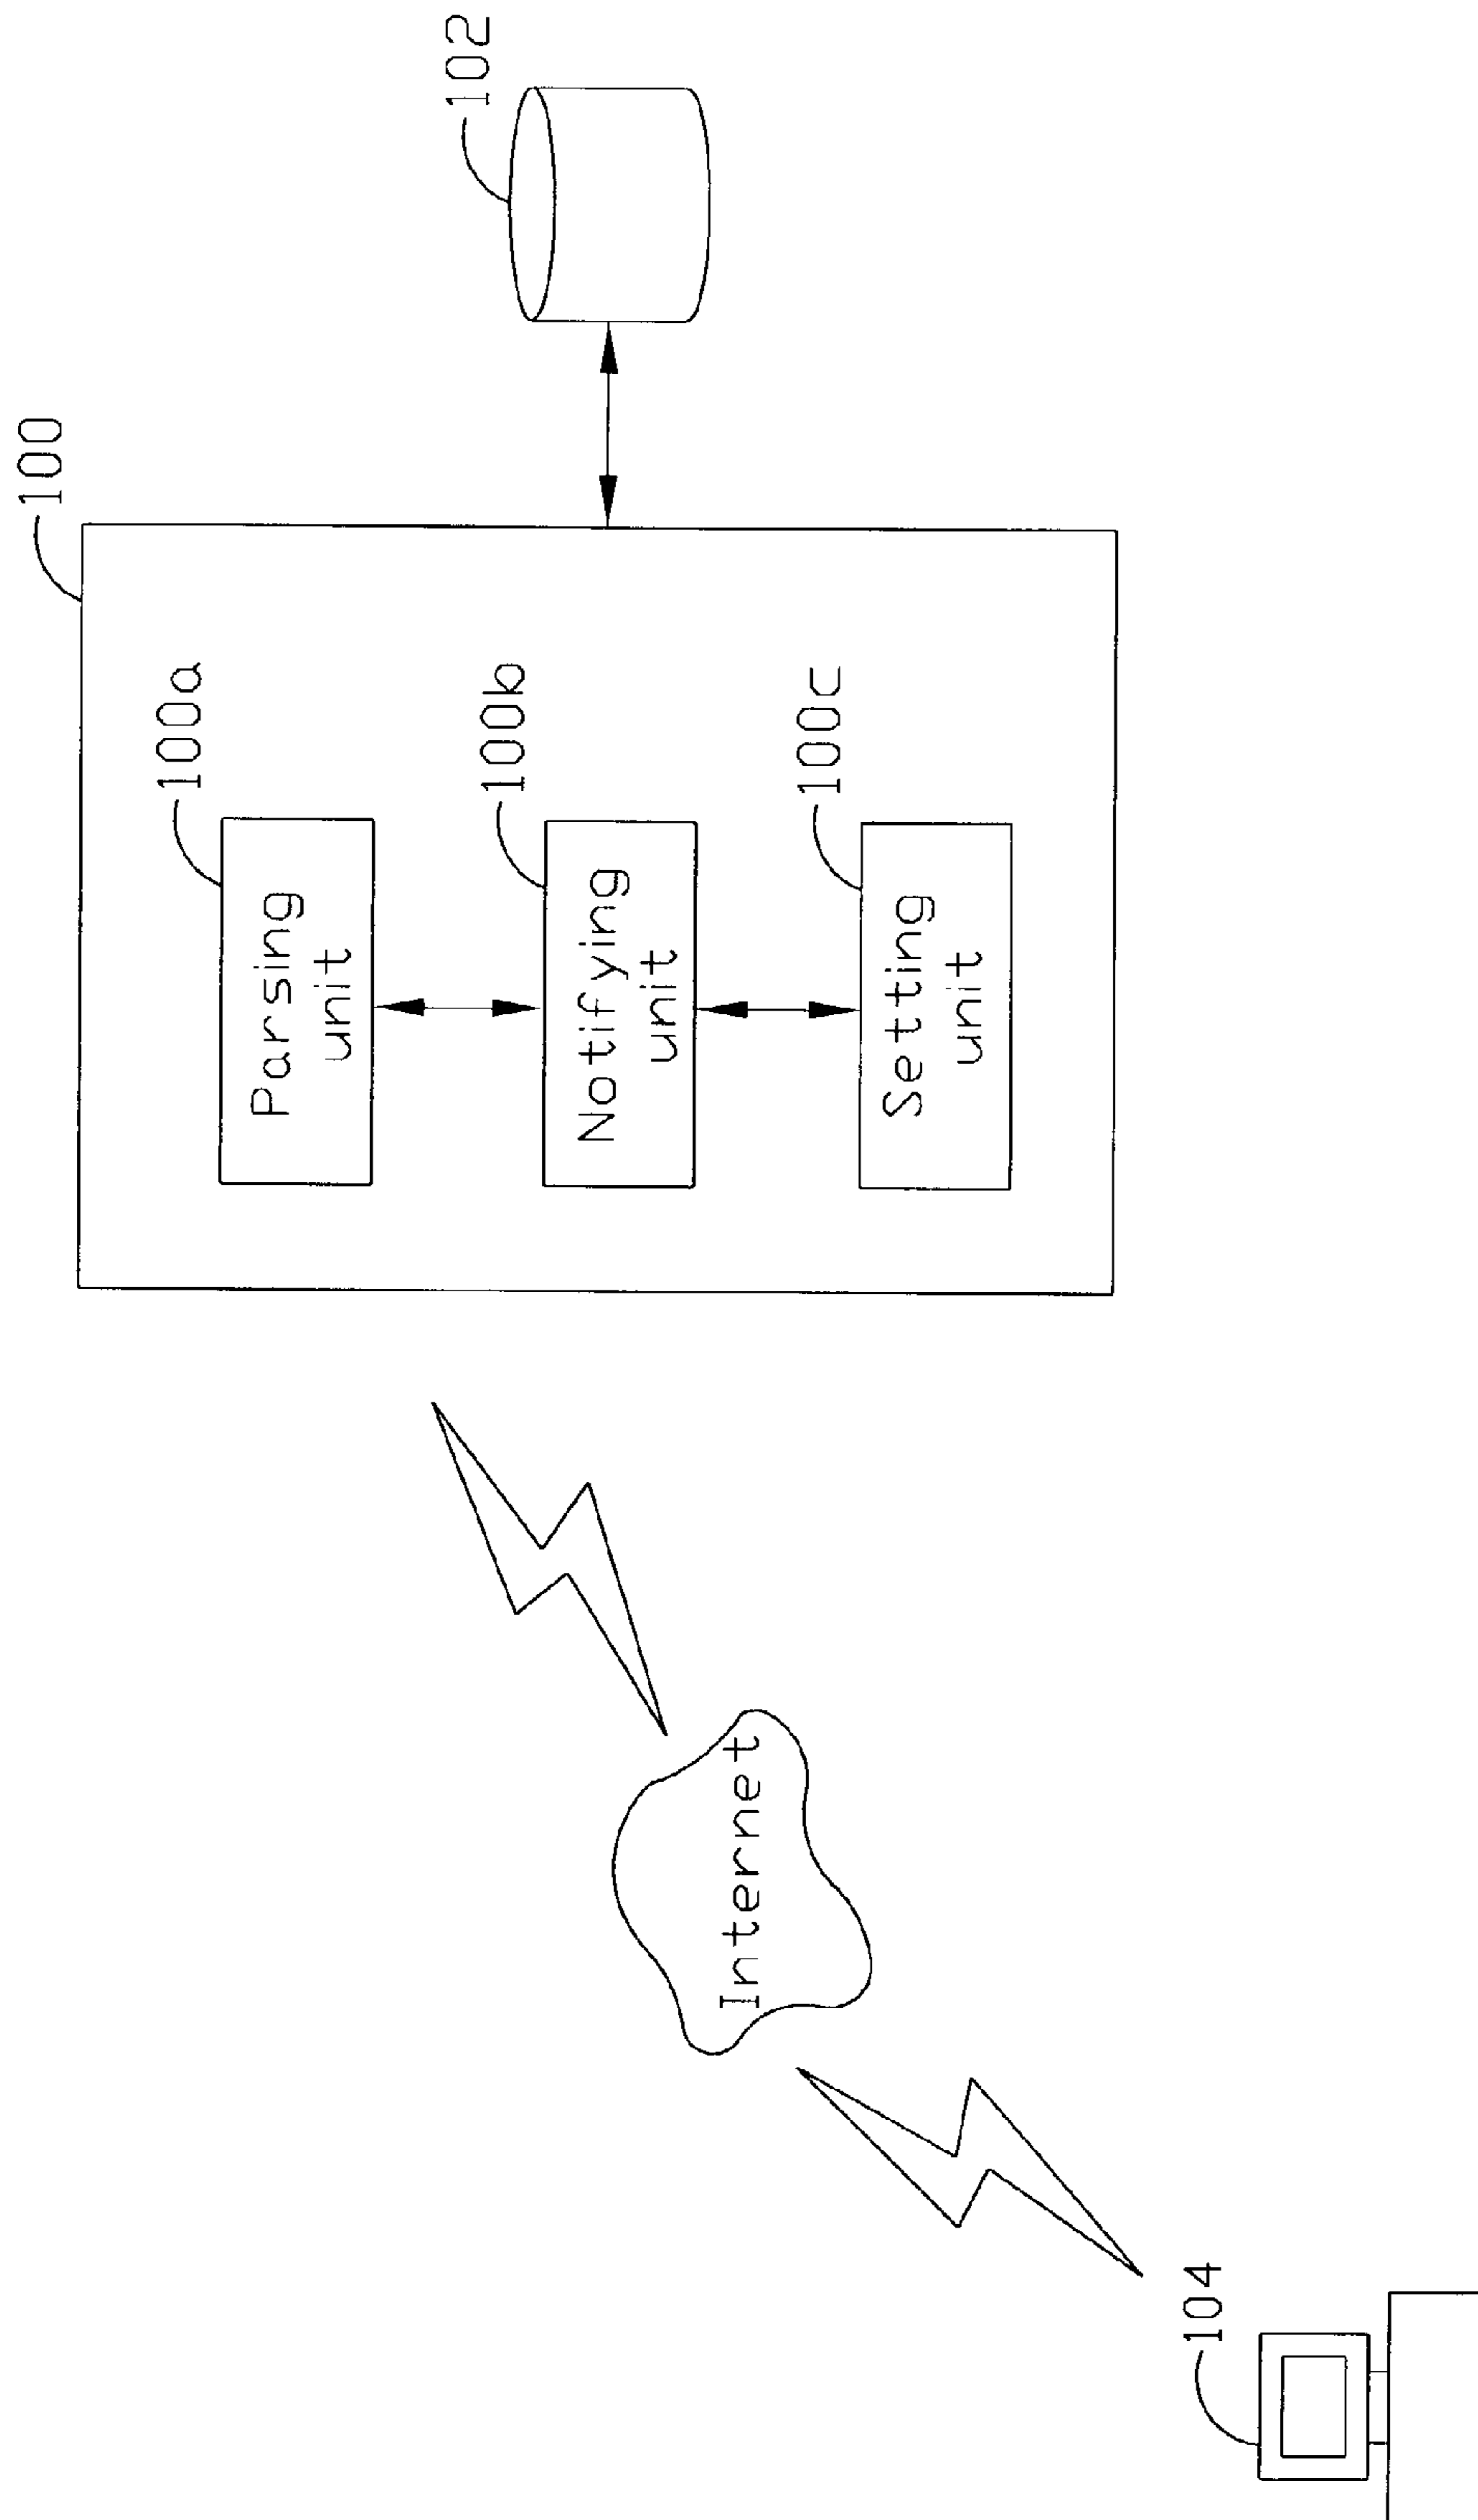 100
102
100a
Parsing
unit
100b
Notifying
unit
100c
Setting
unit
Internet
104